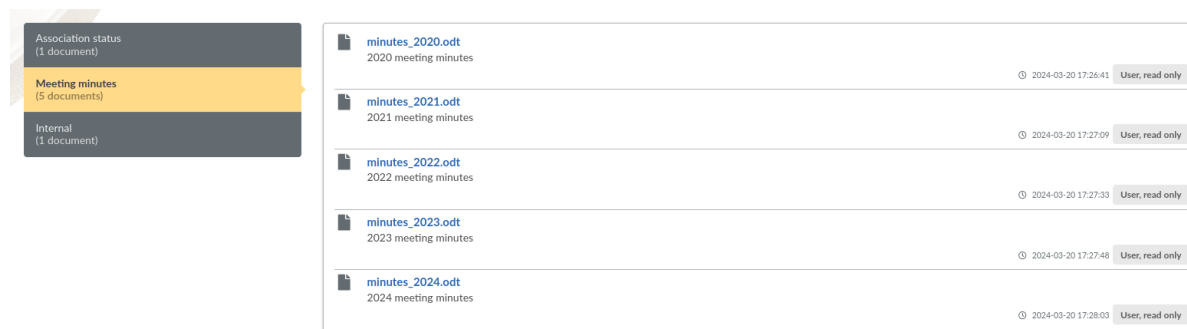 Association status
(1 document)
Meeting minutes
(5 documents)
Internal
(1 document)
minutes_2020.odt
2020 meeting minutes
2024-03-20 17:26:41 User, read only
minutes_2021.odt
2021 meeting minutes
2024-03-20 17:27:09 User, read only
minutes_2022.odt
2022 meeting minutes
2024-03-20 17:27:33 User, read only
minutes_2023.odt
2023 meeting minutes
2024-03-20 17:27:48 User, read only
minutes_2024.odt
2024 meeting minutes
2024-03-20 17:28:03 User, read only